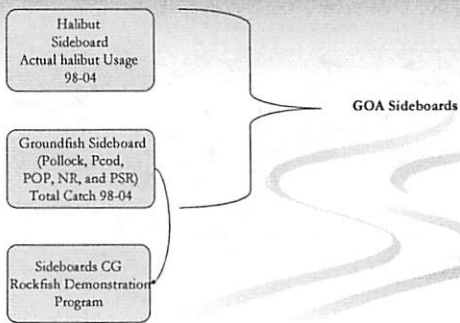 Halibut
Sideboard
Actual halibut Usage
98-04
GOA Sideboards
Groundfish Sideboard
(Pollock, Pcod,
POP, NR, and PSR)
Total Catch 98-04
Sideboards CG
Rockfish Demonstration
Program